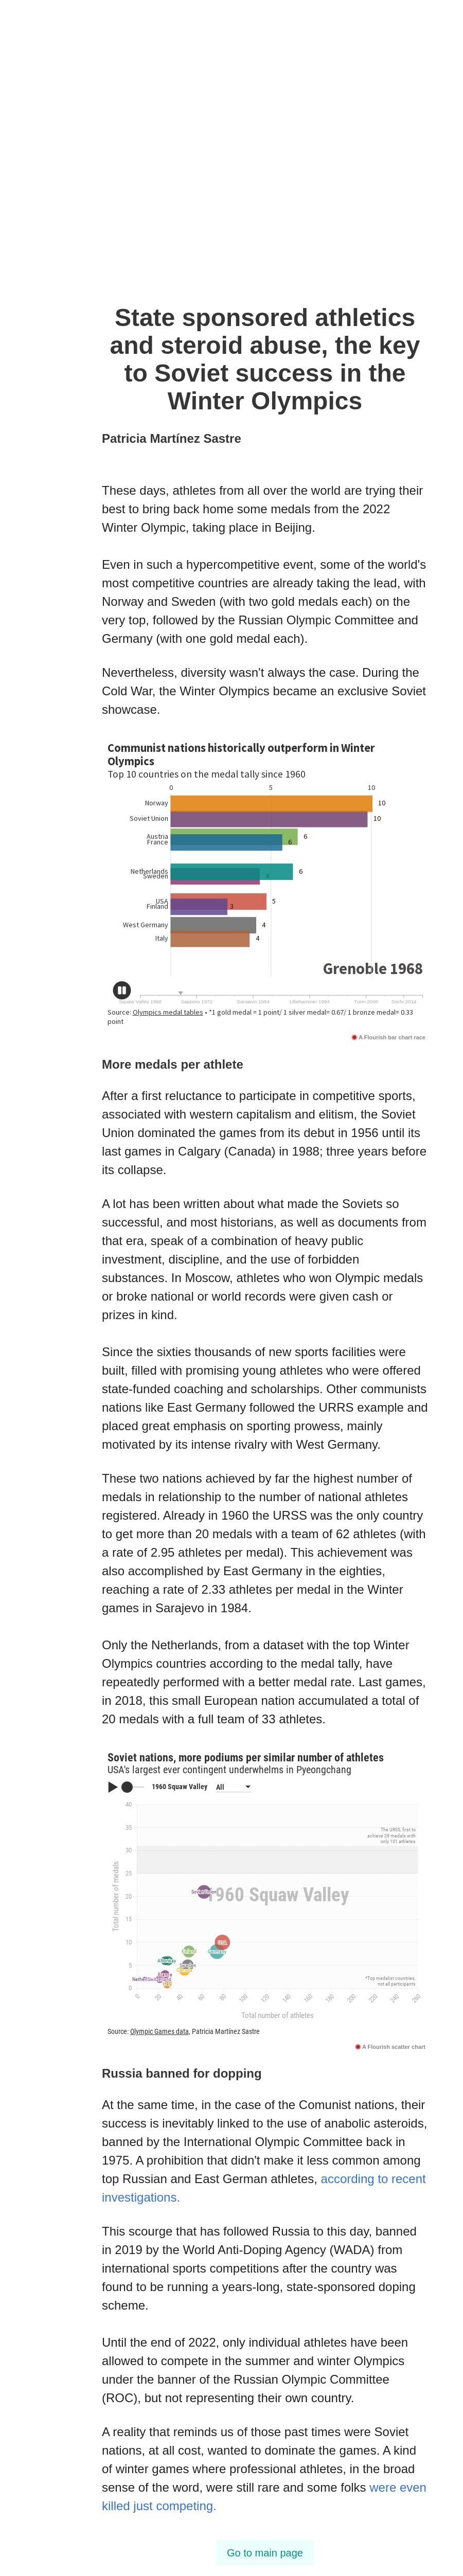 State sponsored athletics
and steroid abuse, the key
to Soviet success in the
Winter Olympics
Patricia Martínez Sastre
These days, athletes from all over the world are trying their
best to bring back home some medals from the 2022
Winter Olympic, taking place in Beijing.
Even in such a hypercompetitive event, some of the world's
most competitive countries are already taking the lead, with
Norway and Sweden (with two gold medals each) on the
very top, followed by the Russian Olympic Committee and
Germany (with one gold medal each).
Nevertheless, diversity wasn't always the case. During the
Cold War, the Winter Olympics became an exclusive Soviet
showcase.
Communist nations historically outperform in Winter
Olympics
Top 10 countries on the medal tally since 1960
0 5 10
Norway 10
Soviet Union 10
Austria 6
France 6
Netherlands 6
Sweden
USA 5
Finland 3
West Germany 4
Italy 4
Grenoble 1968
Squaw Valley 1960 Sapporo 1972 Sarajevo 1984 Lillehammer 1994 Turin 2006 Sochi 2014
Source: Olympics medal tables • *1 gold medal = 1 point/ 1 silver medal= 0.67/ 1 bronze medal= 0.33
point
A Flourish bar chart race
More medals per athlete
After a first reluctance to participate in competitive sports,
associated with western capitalism and elitism, the Soviet
Union dominated the games from its debut in 1956 until its
last games in Calgary (Canada) in 1988; three years before
its collapse.
A lot has been written about what made the Soviets so
successful, and most historians, as well as documents from
that era, speak of a combination of heavy public
investment, discipline, and the use of forbidden
substances. In Moscow, athletes who won Olympic medals
or broke national or world records were given cash or
prizes in kind.
Since the sixties thousands of new sports facilities were
built, filled with promising young athletes who were offered
state-funded coaching and scholarships. Other communists
nations like East Germany followed the URRS example and
placed great emphasis on sporting prowess, mainly
motivated by its intense rivalry with West Germany.
These two nations achieved by far the highest number of
medals in relationship to the number of national athletes
registered. Already in 1960 the URSS was the only country
to get more than 20 medals with a team of 62 athletes (with
a rate of 2.95 athletes per medal). This achievement was
also accomplished by East Germany in the eighties,
reaching a rate of 2.33 athletes per medal in the Winter
games in Sarajevo in 1984.
Only the Netherlands, from a dataset with the top Winter
Olympics countries according to the medal tally, have
repeatedly performed with a better medal rate. Last games,
in 2018, this small European nation accumulated a total of
20 medals with a full team of 33 athletes.
Soviet nations, more podiums per similar number of athletes
USA's largest ever contingent underwhelms in Pyeongchang
1960 Squaw Valley All
40
35
30
25
20
15
10
5
0
Total number of medals
The URSS, first to
achieve 29 medals with
only 101 athletes
1960 Squaw Valley
*Top medalist countries,
not all participants
0 20 40 60 80 100 120 140 160 180 200 220 240 260
Total number of athletes
Source: Olympic Games data, Patricia Martínez Sastre
A Flourish scatter chart
Russia banned for dopping
At the same time, in the case of the Comunist nations, their
success is inevitably linked to the use of anabolic asteroids,
banned by the International Olympic Committee back in
1975. A prohibition that didn't make it less common among
top Russian and East German athletes, according to recent
investigations.
This scourge that has followed Russia to this day, banned
in 2019 by the World Anti-Doping Agency (WADA) from
international sports competitions after the country was
found to be running a years-long, state-sponsored doping
scheme.
Until the end of 2022, only individual athletes have been
allowed to compete in the summer and winter Olympics
under the banner of the Russian Olympic Committee
(ROC), but not representing their own country.
A reality that reminds us of those past times were Soviet
nations, at all cost, wanted to dominate the games. A kind
of winter games where professional athletes, in the broad
sense of the word, were still rare and some folks were even
killed just competing.
Go to main page